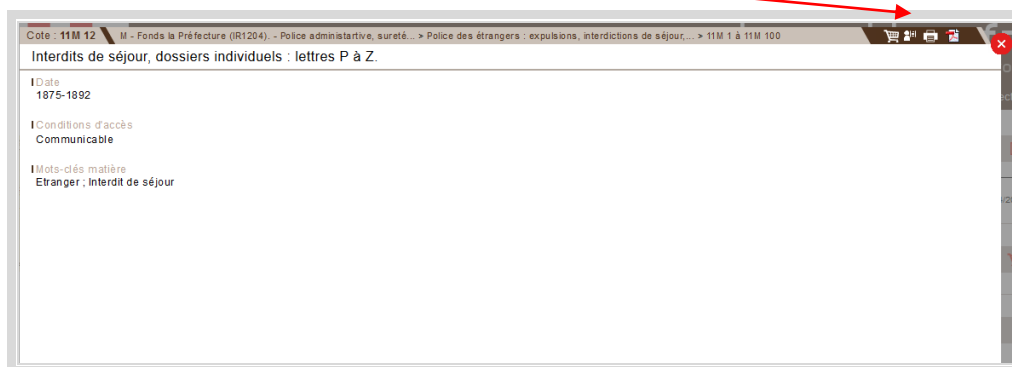 Cote : 11M 12 M - Fonds la Préfecture (IR1204). - Police administartive, sureté... > Police des étrangers : expulsions, interdictions de séjour,... > 11M 1 à 11M 100
Interdits de séjour, dossiers individuels : lettres P à Z.
Date
1875-1892
Conditions d'accès
Communicable
Mots-clés matière
Etranger ; Interdit de séjour